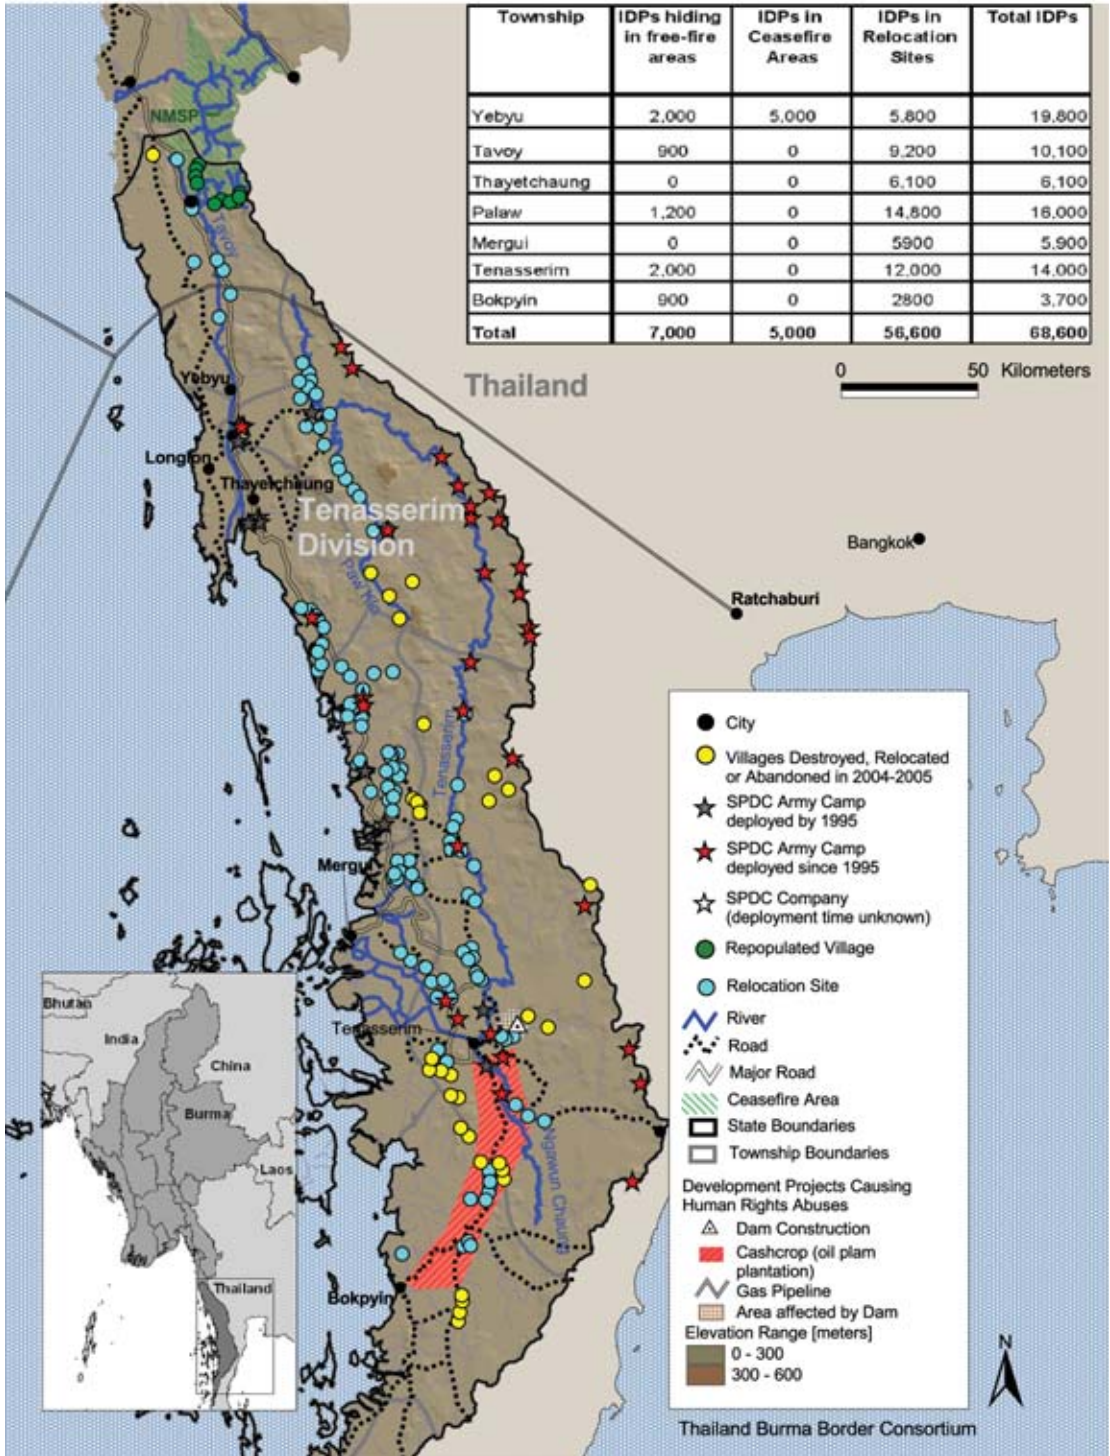 Township IDPs hiding in free-fire areas IDPs in Ceasefire Areas IDPs in Relocation Sites Total IDPs
Yebyu 2,000 5,000 5.800 19,800
Tavoy 900 0 9,200 10,100
Thayetchaung 0 0 6,100 6,100
Palaw 1,200 0 14,800 16,000
Mergui 0 0 5900 5.900
Tenasserim 2,000 0 12,000 14,000
Bokpyin 900 0 2800 3,700
Total 7,000 5,000 56,600 68,600
0 50 Kilometers
NMSP
Tavoy
Thailand
Yebyu
Longlon
Thayetchaung
Tenasserim
Division
Paw Klo
Bangkok
Ratchaburi
Tenasserim
Mergui
Tenasserim
Ngawun Chaung
Bokpyin
City
Villages Destroyed, Relocated
or Abandoned in 2004-2005
SPDC Army Camp
deployed by 1995
SPDC Army Camp
deployed since 1995
SPDC Company
(deployment time unknown)
Repopulated Village
Relocation Site
River
Road
Major Road
Ceasefire Area
State Boundaries
Township Boundaries
Development Projects Causing
Human Rights Abuses
Dam Construction
Cashcrop (oil plam
plantation)
Gas Pipeline
Area affected by Dam
Elevation Range [meters]
0 - 300
300 - 600
N
Thailand Burma Border Consortium
Bhutan
India
China
Burma
Laos
Thailand